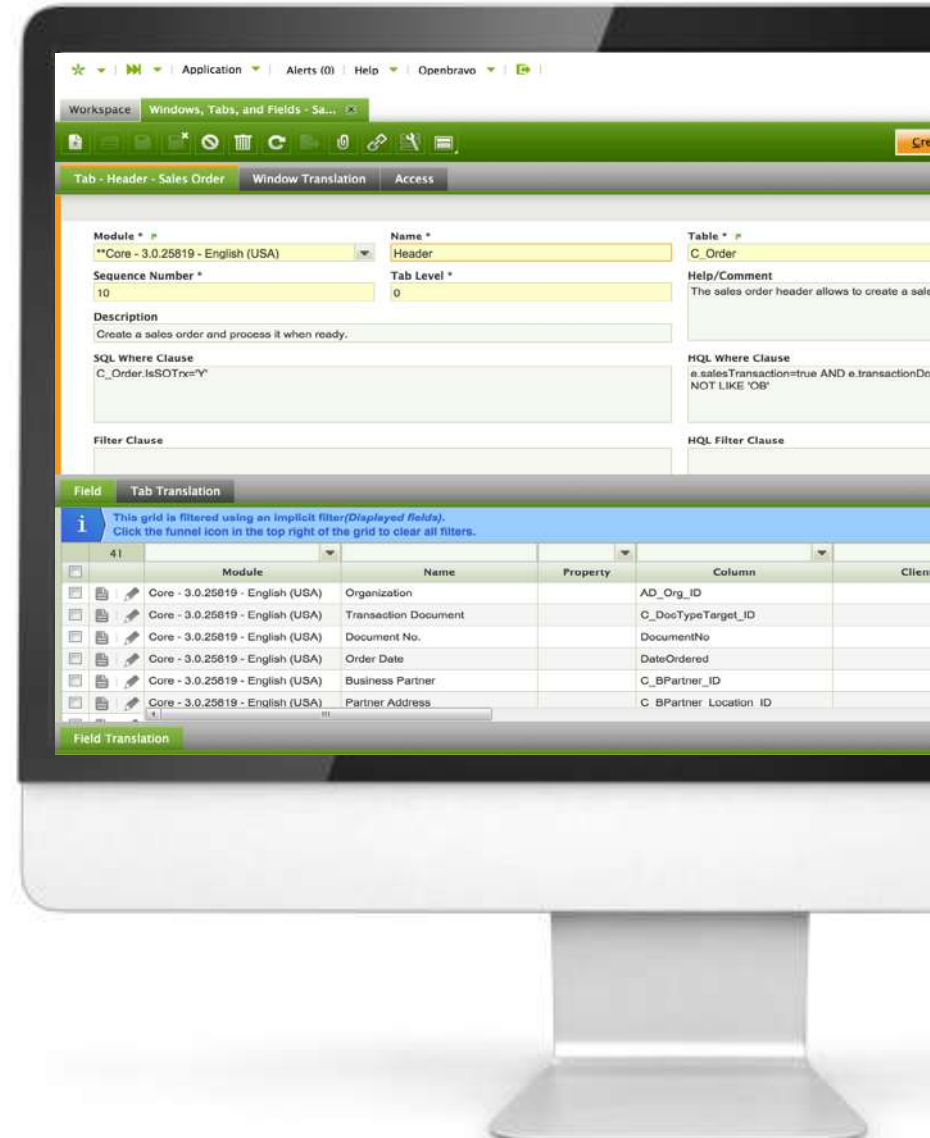 Application Alerts (0) Help Openbravo
Workspace Windows, Tabs, and Fields - Sa...
Cre
Tab - Header - Sales Order Window Translation Access
Module * Name * Table *
**Core - 3.0.25819 - English (USA) Header C_Order
Sequence Number * Tab Level * Help/Comment
10 0 The sales order header allows to create a sale
Description
Create a sales order and process it when ready.
SQL Where Clause HQL Where Clause
C_Order.IsSOTrx='Y' e.salesTransaction=true AND e.transactionDo
NOT LIKE 'OB'
Filter Clause HQL Filter Clause
Field Tab Translation
i This grid is filtered using an implicit filter(Displayed fields).
Click the funnel icon in the top right of the grid to clear all filters.
41
Module Name Property Column Client
Core - 3.0.25819 - English (USA) Organization AD_Org_ID
Core - 3.0.25819 - English (USA) Transaction Document C_DocTypeTarget_ID
Core - 3.0.25819 - English (USA) Document No. DocumentNo
Core - 3.0.25819 - English (USA) Order Date DateOrdered
Core - 3.0.25819 - English (USA) Business Partner C_BPartner_ID
Core - 3.0.25819 - English (USA) Partner Address C_BPartner_Location_ID
Field Translation